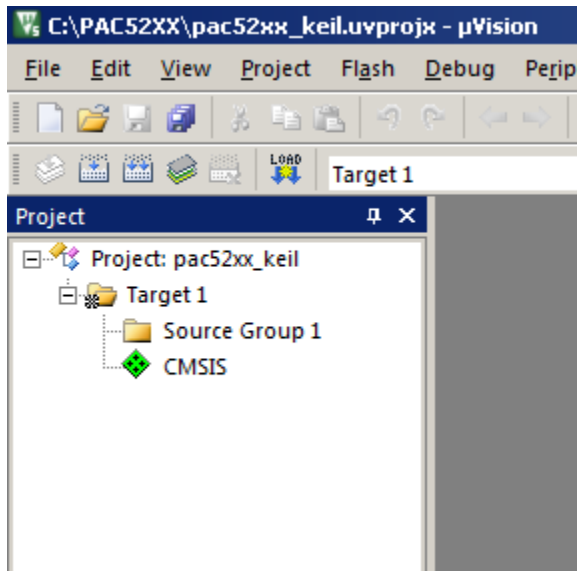 C:\PAC52XX\pac52xx_keil.uvprojx - µVision
File Edit View Project Flash Debug Perip
LOAD Target 1
Project
Project: pac52xx_keil
Target 1
Source Group 1
CMSIS